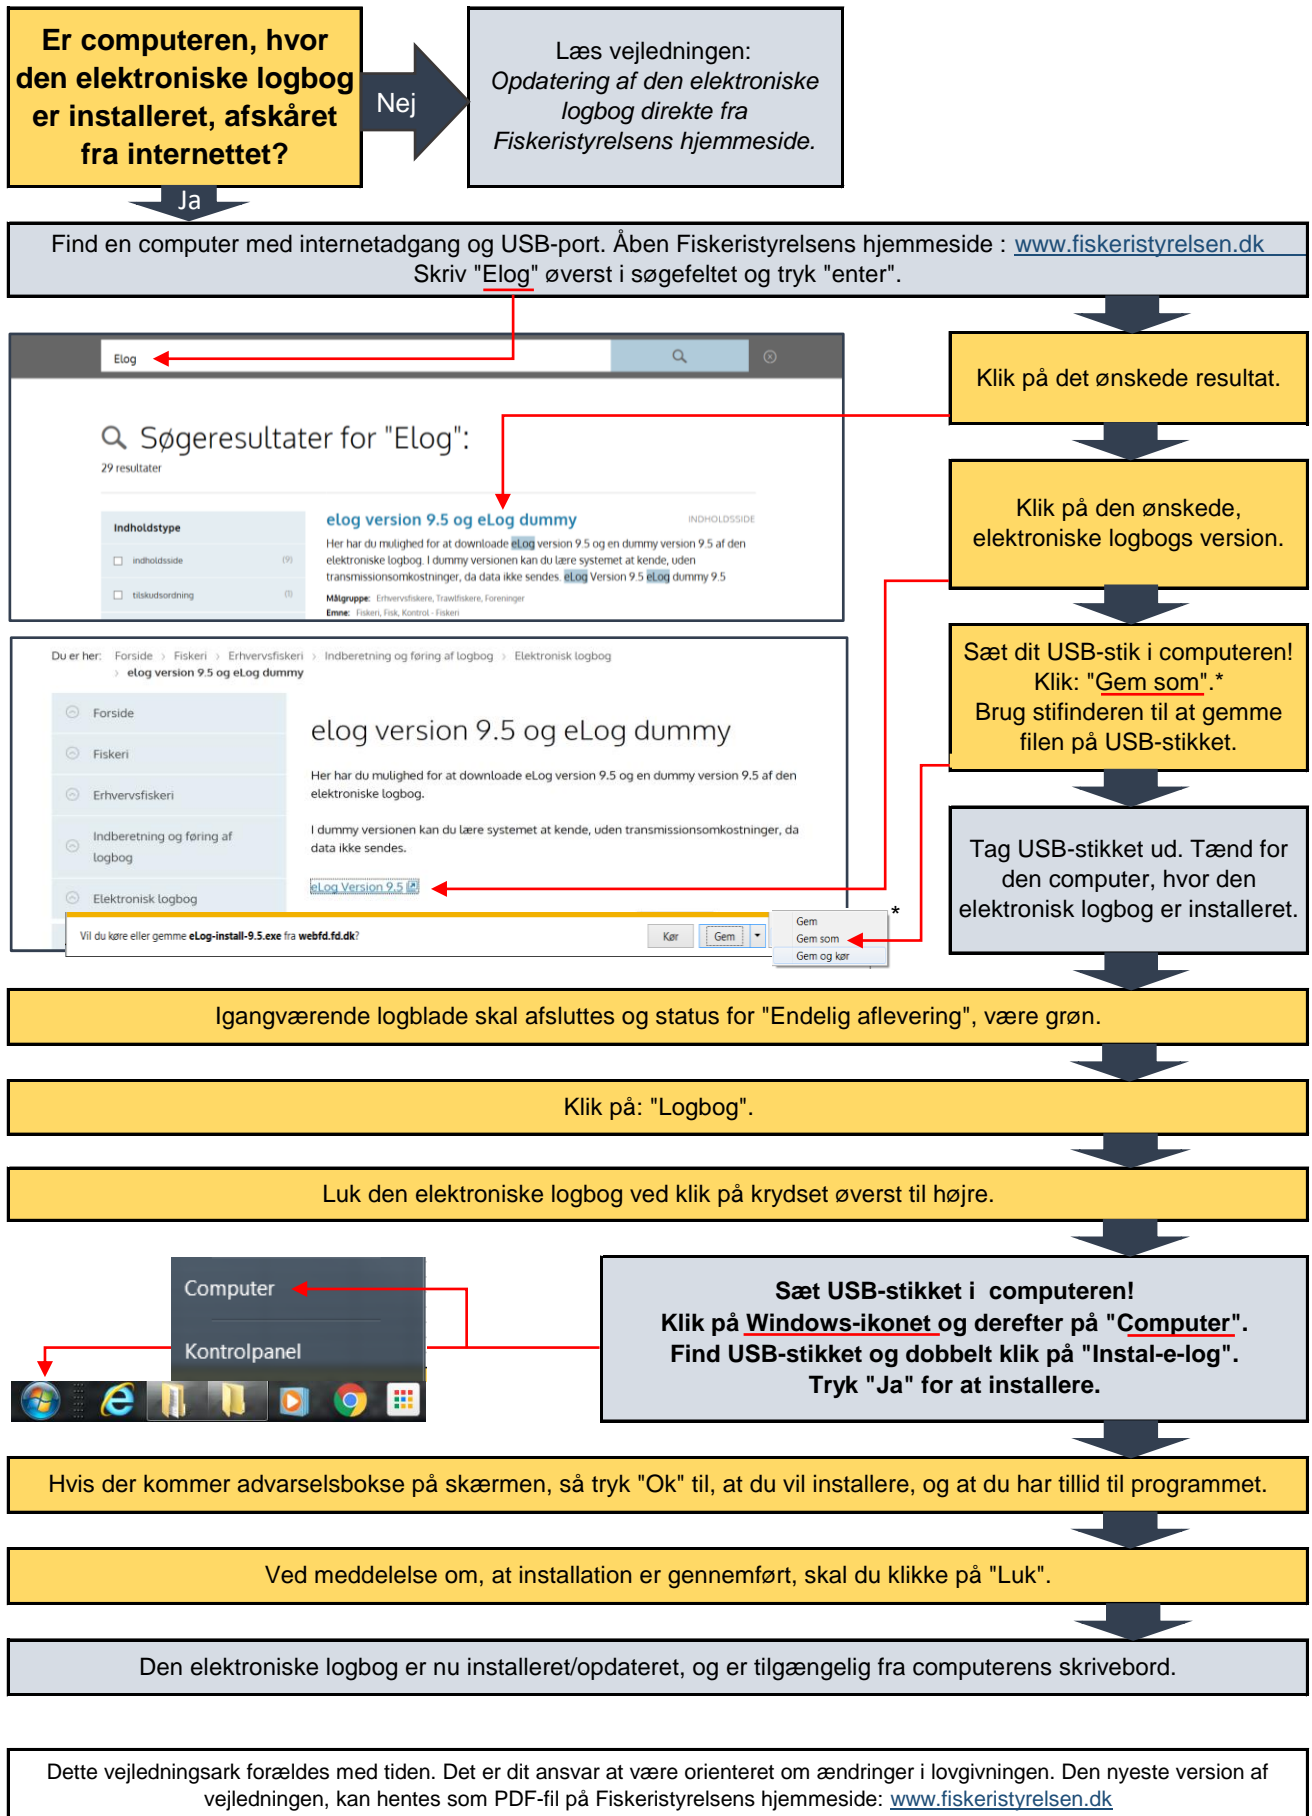 Er computeren, hvor
den elektroniske logbog
er installeret, afskåret
fra internettet?
Nej
Læs vejledningen:
Opdatering af den elektroniske
logbog direkte fra
Fiskeristyrelsens hjemmeside.
Ja
Find en computer med internetadgang og USB-port. Åben Fiskeristyrelsens hjemmeside : www.fiskeristyrelsen.dk
Skriv "Elog" øverst i søgefeltet og tryk "enter".
Elog
Søgeresultater for "Elog":
29 resultater
Indholdstype
indholdsside (9)
tilskudsordning (1)
elog version 9.5 og eLog dummy
INDHOLDSSIDE
Her har du mulighed for at downloade eLog version 9.5 og en dummy version 9.5 af den
elektroniske logbog. I dummy versionen kan du lære systemet at kende, uden
transmissionsomkostninger, da data ikke sendes. eLog Version 9.5 eLog dummy 9.5
Målgruppe: Erhvervsfiskere, Trawlfiskere, Foreninger
Emne: Fiskeri, Fisk, Kontrol - Fiskeri
Klik på det ønskede resultat.
Klik på den ønskede,
elektroniske logbogs version.
Sæt dit USB-stik i computeren!
Klik: "Gem som".*
Brug stifinderen til at gemme
filen på USB-stikket.
Tag USB-stikket ud. Tænd for
den computer, hvor den
elektronisk logbog er installeret.
Du er her: Forside > Fiskeri > Erhvervsfiskeri > Indberetning og føring af logbog > Elektronisk logbog
> elog version 9.5 og eLog dummy
Forside
Fiskeri
Erhvervsfiskeri
Indberetning og føring af
logbog
Elektronisk logbog
elog version 9.5 og eLog dummy
Her har du mulighed for at downloade eLog version 9.5 og en dummy version 9.5 af den
elektroniske logbog.
I dummy versionen kan du lære systemet at kende, uden transmissionsomkostninger, da
data ikke sendes.
eLog Version 9.5
Vil du køre eller gemme eLog-install-9.5.exe fra webfd.fd.dk?
Kør
Gem
Gem
Gem som
Gem og kør
*
Igangværende logblade skal afsluttes og status for "Endelig aflevering", være grøn.
Klik på: "Logbog".
Luk den elektroniske logbog ved klik på krydset øverst til højre.
Computer
Kontrolpanel
Sæt USB-stikket i  computeren!
Klik på Windows-ikonet og derefter på "Computer".
Find USB-stikket og dobbelt klik på "Instal-e-log".
Tryk "Ja" for at installere.
Hvis der kommer advarselsbokse på skærmen, så tryk "Ok" til, at du vil installere, og at du har tillid til programmet.
Ved meddelelse om, at installation er gennemført, skal du klikke på "Luk".
Den elektroniske logbog er nu installeret/opdateret, og er tilgængelig fra computerens skrivebord.
Dette vejledningsark forældes med tiden. Det er dit ansvar at være orienteret om ændringer i lovgivningen. Den nyeste version af
vejledningen, kan hentes som PDF-fil på Fiskeristyrelsens hjemmeside: www.fiskeristyrelsen.dk